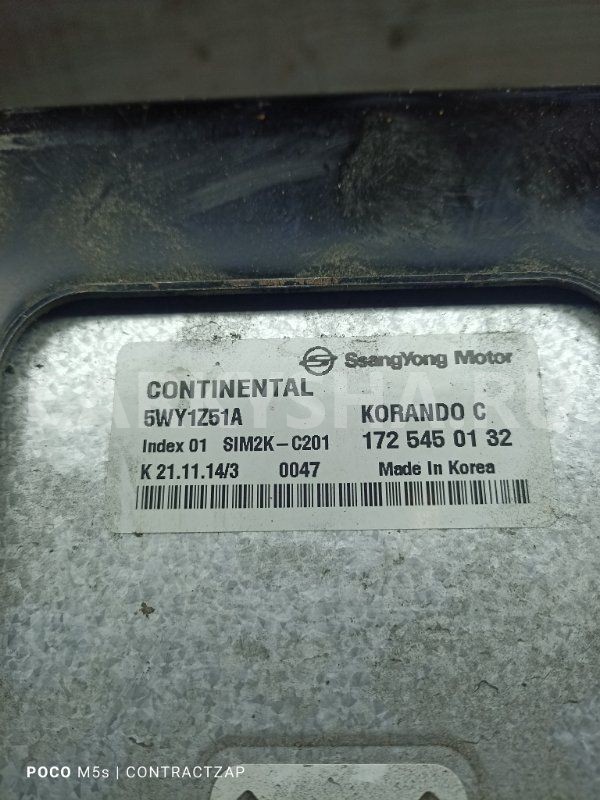 SsangYong Motor
CONTINENTAL
5WY1Z51A KORANDO C
Index 01 SIM2K-C201 172 545 01 32
K 21.11.14/3 0047 Made In Korea
POCO M5s | CONTRACTZAP